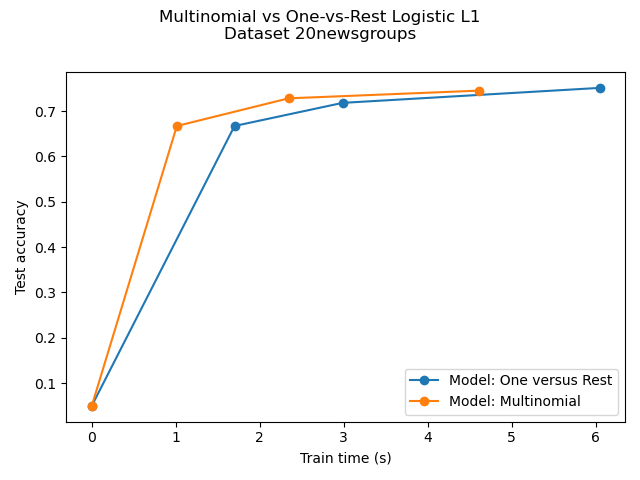 Multinomial vs One-vs-Rest Logistic L1
Dataset 20newsgroups
0.7
0.6
0.5
0.4
0.3
0.2
0.1
Test accuracy
Model: One versus Rest
Model: Multinomial
0 1 2 3 4 5 6
Train time (s)